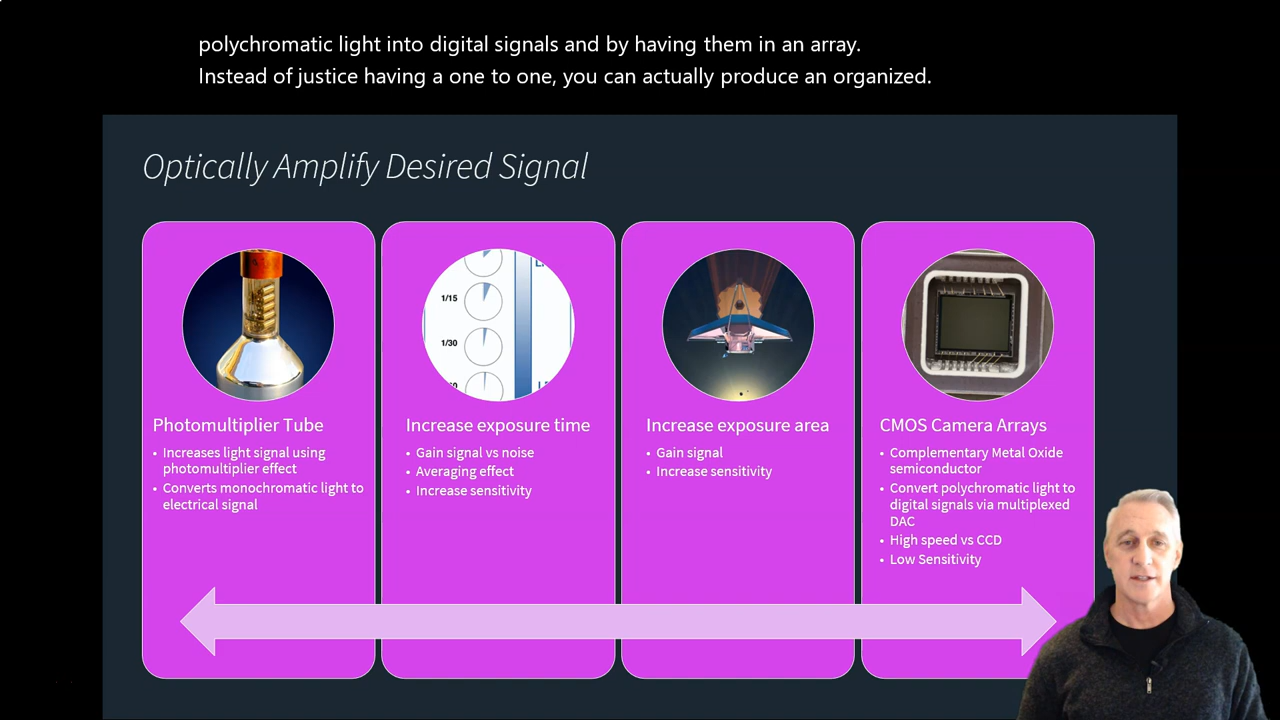 polychromatic light into digital signals and by having them in an array.
Instead of justice having a one to one, you can actually produce an organized.
Optically Amplify Desired Signal
1/15
1/30
Photomultiplier Tube
• Increases light signal using
photomultiplier effect
• Converts monochromatic light to
electrical signal
Increase exposure time
• Gain signal vs noise
• Averaging effect
• Increase sensitivity
Increase exposure area
• Gain signal
• Increase sensitivity
CMOS Camera Arrays
• Complementary Metal Oxide
semiconductor
• Convert polychromatic light to
digital signals via multiplexed
DAC
• High speed vs CCD
• Low Sensitivity